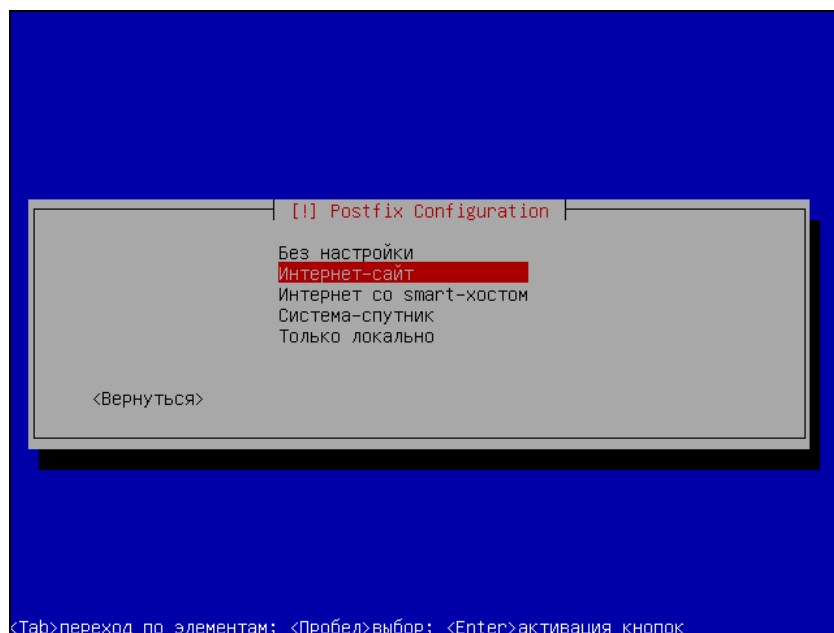 [!] Postfix Configuration
Без настройки
Интернет-сайт
Интернет со smart-хостом
Система-спутник
Только локально
<Вернуться>
<Tab>переход по элементам; <Пробел>выбор; <Enter>активация кнопок